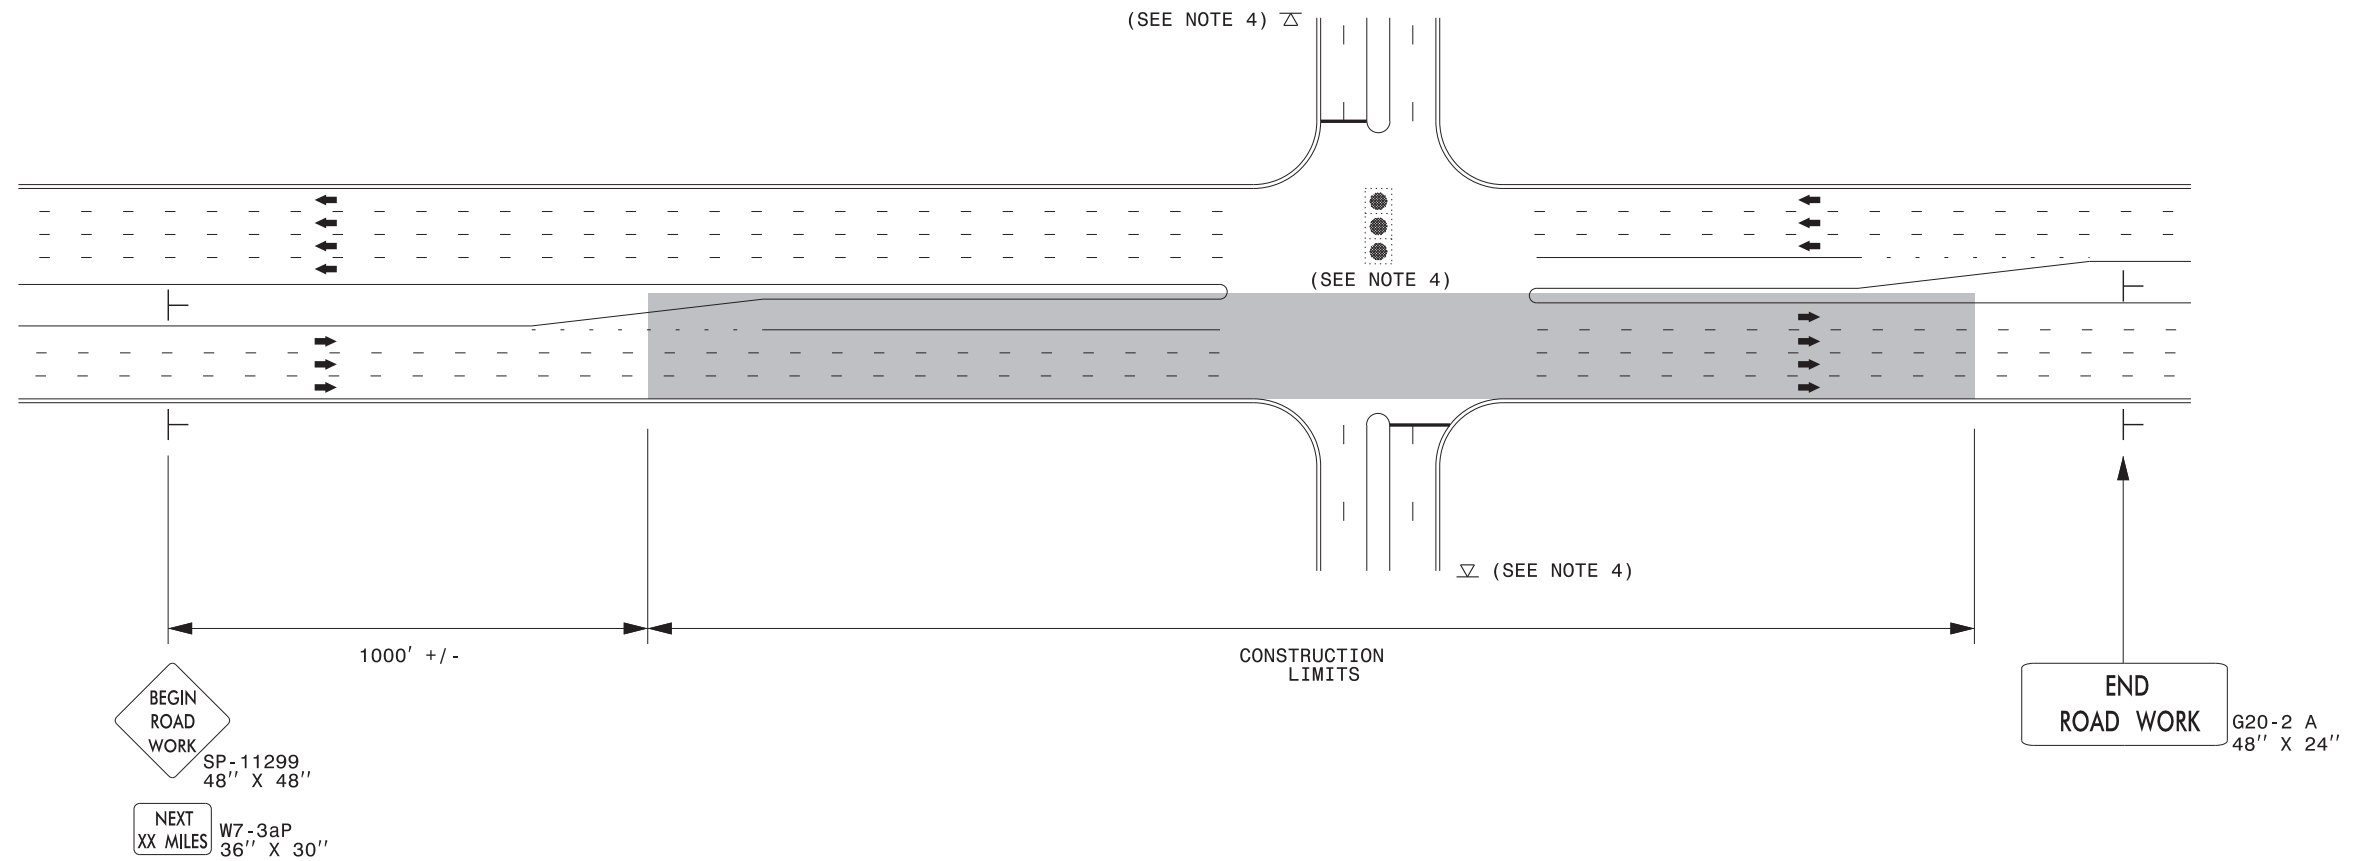 (SEE NOTE 4)
(SEE NOTE 4)
(SEE NOTE 4)
1000' +/-
CONSTRUCTION
LIMITS
BEGIN
ROAD
WORK
SP-11299
48'' X 48''
NEXT
XX MILES
W7-3aP
36'' X 30''
END
ROAD WORK
G20-2 A
48'' X 24''